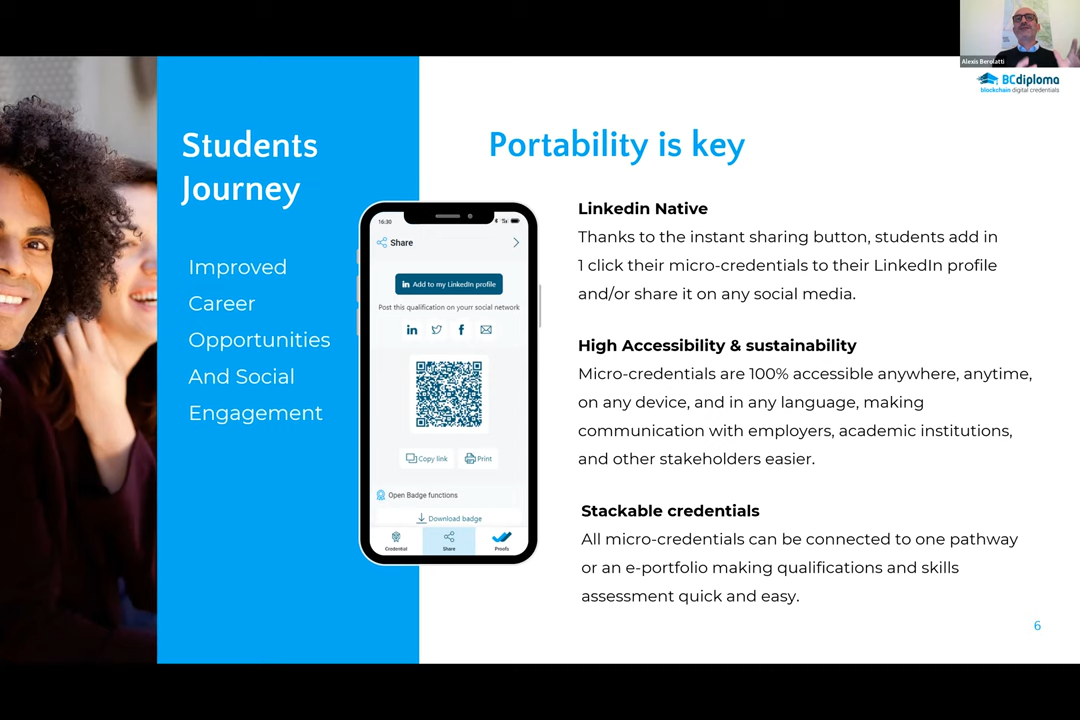 Alexis Berolatti
BCdiploma
blockchain digital credentials
Students
Journey
Improved
Career
Opportunities
And Social
Engagement
16:30
Share
in Add to my LinkedIn profile
Post this qualification on yourr social network
Copy link
Print
Open Badge functions
Download badge
Credential
Share
Proofs
Portability is key
Linkedin Native
Thanks to the instant sharing button, students add in
1 click their micro-credentials to their LinkedIn profile
and/or share it on any social media.
High Accessibility & sustainability
Micro-credentials are 100% accessible anywhere, anytime,
on any device, and in any language, making
communication with employers, academic institutions,
and other stakeholders easier.
Stackable credentials
All micro-credentials can be connected to one pathway
or an e-portfolio making qualifications and skills
assessment quick and easy.
6